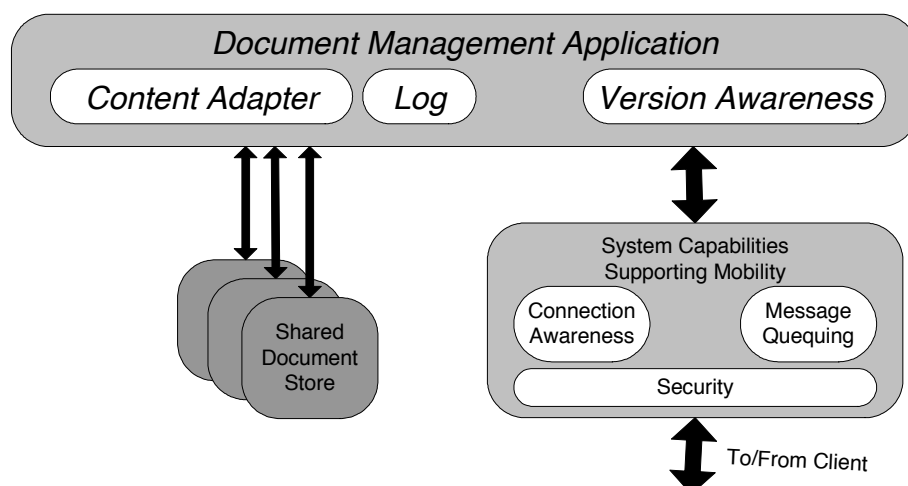 Document Management Application
Content Adapter
Log
Version Awareness
System Capabilities
Supporting Mobility
Connection
Awareness
Message
Quequing
Security
Shared
Document
Store
To/From Client